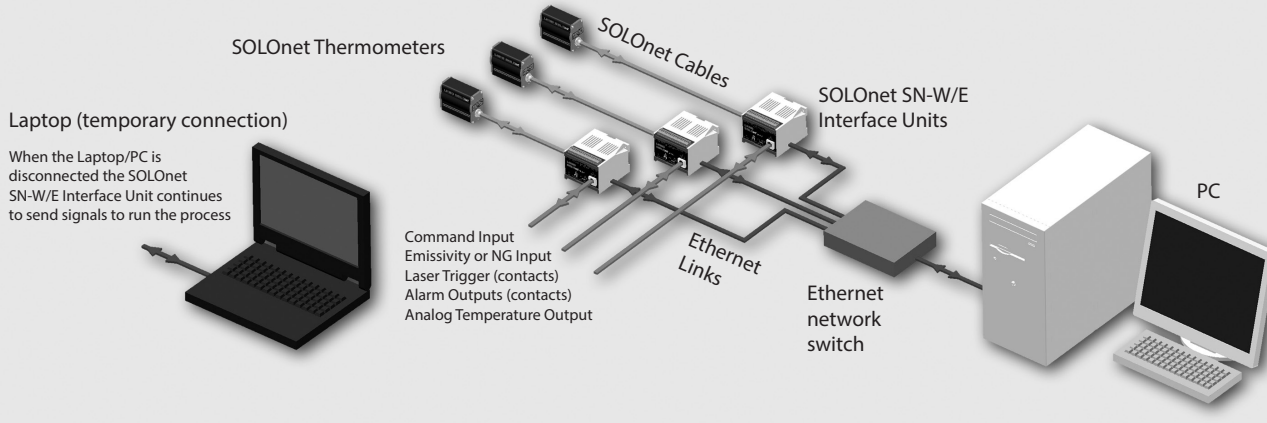 SOLOnet Thermometers
SOLOnet Cables
SOLOnet SN-W/E
Interface Units
Laptop (temporary connection)
When the Laptop/PC is
disconnected the SOLOnet
SN-W/E Interface Unit continues
to send signals to run the process
PC
Command Input
Emissivity or NG Input
Laser Trigger (contacts)
Alarm Outputs (contacts)
Analog Temperature Output
Ethernet
Links
Ethernet
network
switch